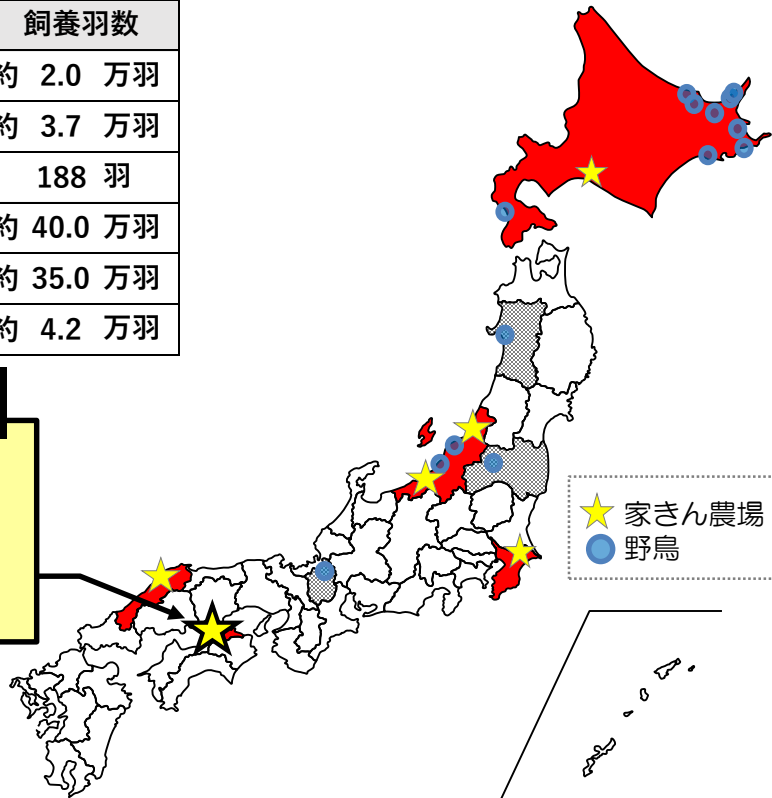 飼養羽数
約 2.0 万羽
約 3.7 万羽
188 羽
約 40.0 万羽
約 35.0 万羽
約 4.2 万羽
家きん農場
野鳥